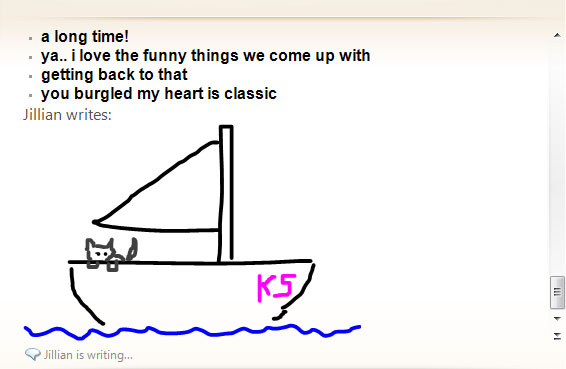 a long time!
ya.. i love the funny things we come up with
getting back to that
you burgled my heart is classic
Jillian writes:
K5
Jillian is writing...